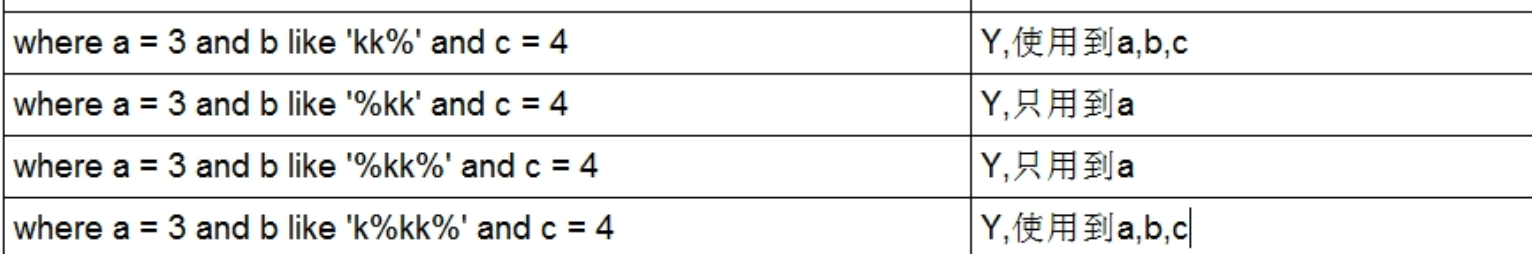 where a = 3 and b like 'kk%' and c = 4 Y,使用到a,b,c
where a = 3 and b like '%kk' and c = 4 Y,只用到a
where a = 3 and b like '%kk%' and c = 4 Y,只用到a
where a = 3 and b like 'k%kk%' and c = 4 Y,使用到a,b,c